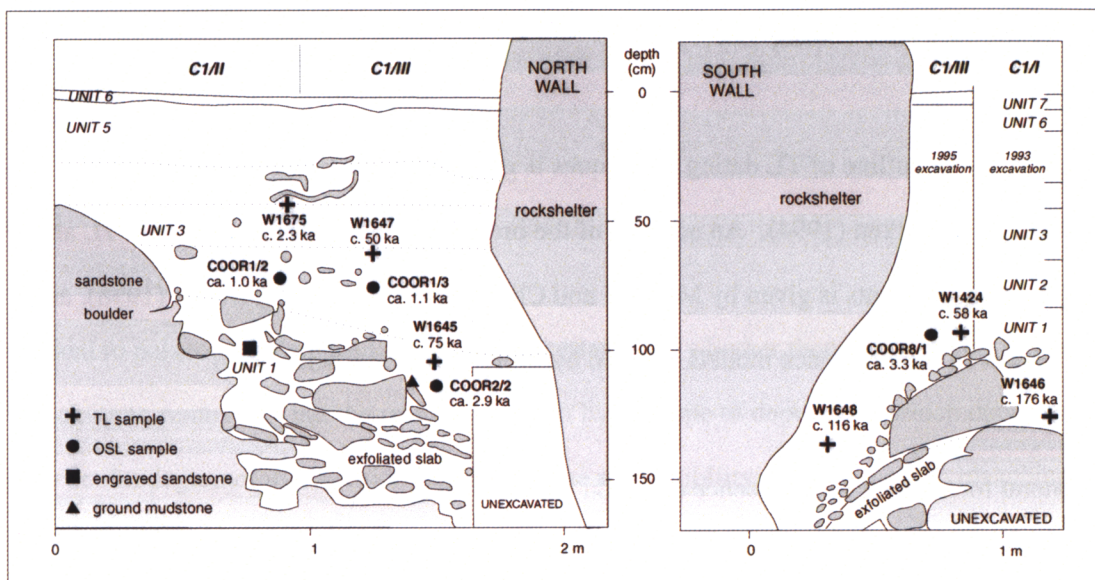 C1/II
C1/III
NORTH
WALL
UNIT 6
UNIT 5
W1675
c. 2.3 ka
W1647
c. 50 ka
rockshelter
UNIT 3
COOR1/2
ca. 1.0 ka
COOR1/3
ca. 1.1 ka
sandstone
boulder
W1645
c. 75 ka
UNIT 1
COOR2/2
ca. 2.9 ka
TL sample
OSL sample
engraved sandstone
ground mudstone
exfoliated slab
UNEXCAVATED
0
1
2 m
depth
(cm)
0
50
100
150
SOUTH
WALL
C1/III
C1/I
UNIT 7
UNIT 6
1995
excavation
1993
excavation
rockshelter
UNIT 3
UNIT 2
W1424
c. 58 ka
UNIT 1
COOR8/1
ca. 3.3 ka
W1646
c. 176 ka
W1648
c. 116 ka
exfoliated slab
UNEXCAVATED
0
1 m